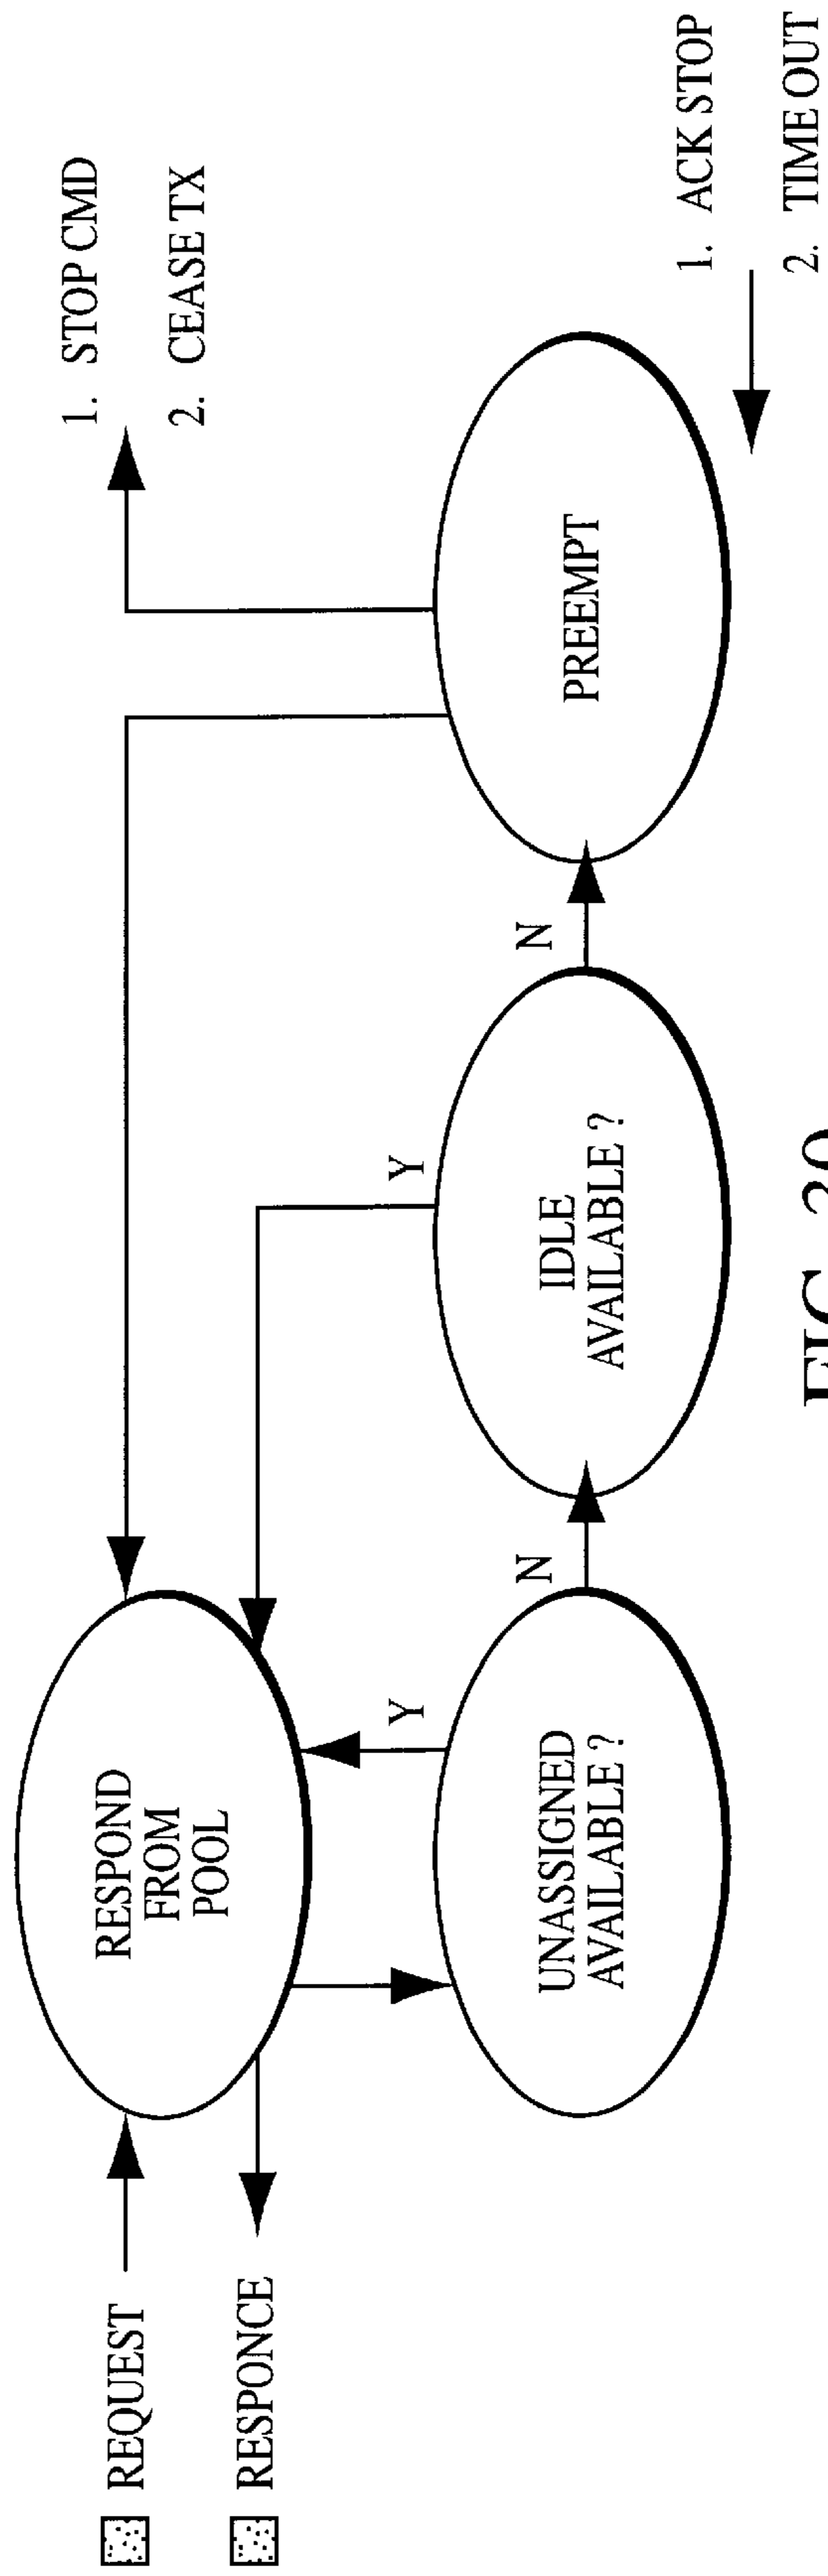 REQUEST
RESPONCE
RESPOND
FROM
POOL
1. STOP CMD
2. CEASE TX
Y
Y
UNASSIGNED
AVAILABLE ?
N
IDLE
AVAILABLE ?
N
PREEMPT
1. ACK STOP
2. TIME OUT
FIG.